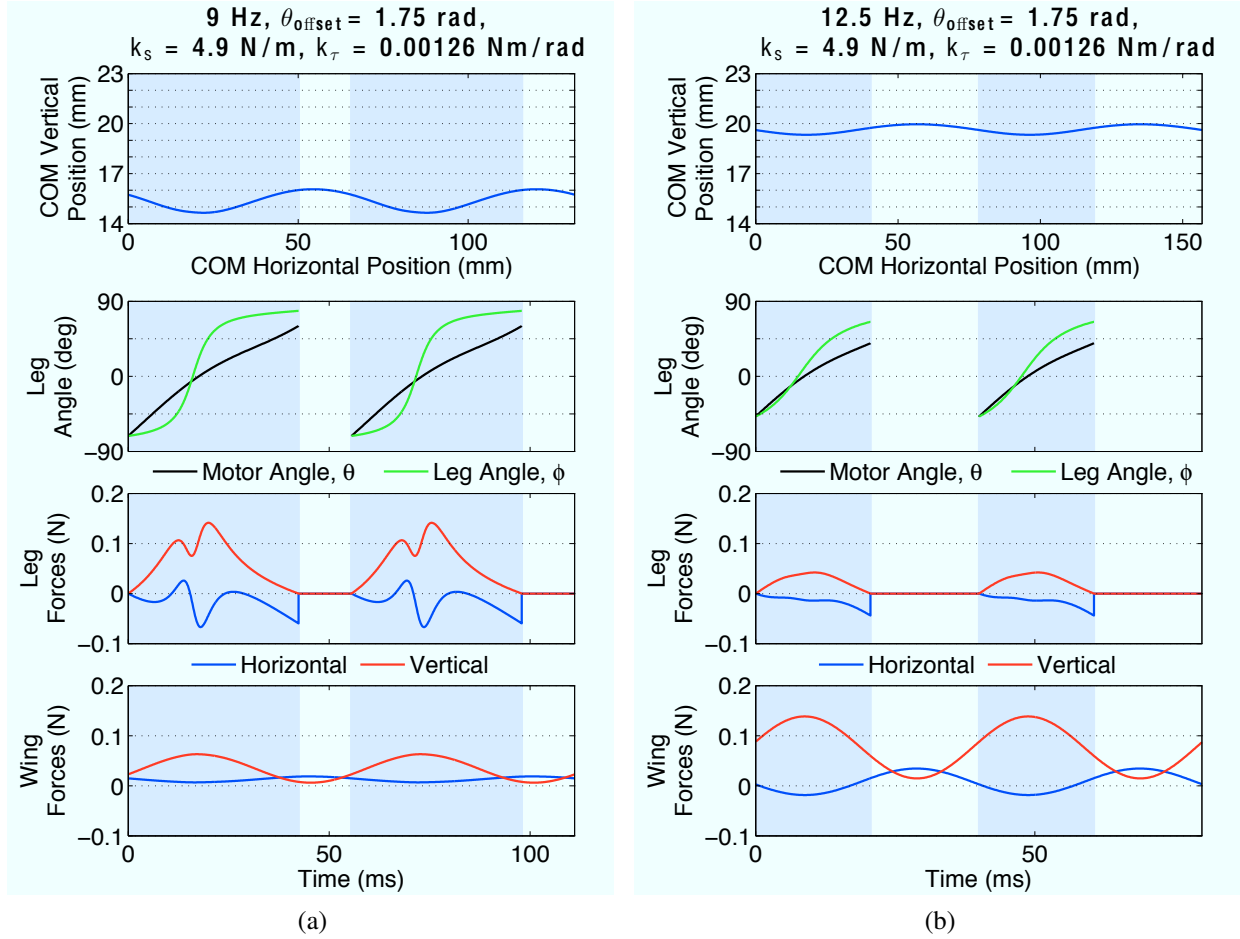 9 Hz, θoffset = 1.75 rad,
ks = 4.9 N/m, kτ = 0.00126 Nm/rad
COM Vertical
Position (mm)
23
20
17
14
0
50
100
COM Horizontal Position (mm)
Leg
Angle (deg)
90
0
−90
Motor Angle, θ
Leg Angle, ϕ
Leg
Forces (N)
0.2
0.1
0
−0.1
Horizontal
Vertical
Wing
Forces (N)
0.2
0.1
0
−0.1
0
50
100
Time (ms)
(a)
12.5 Hz, θoffset = 1.75 rad,
ks = 4.9 N/m, kτ = 0.00126 Nm/rad
COM Vertical
Position (mm)
23
20
17
14
0
50
100
150
COM Horizontal Position (mm)
Leg
Angle (deg)
90
0
−90
Motor Angle, θ
Leg Angle, ϕ
Leg
Forces (N)
0.2
0.1
0
−0.1
Horizontal
Vertical
Wing
Forces (N)
0.2
0.1
0
−0.1
0
50
Time (ms)
(b)